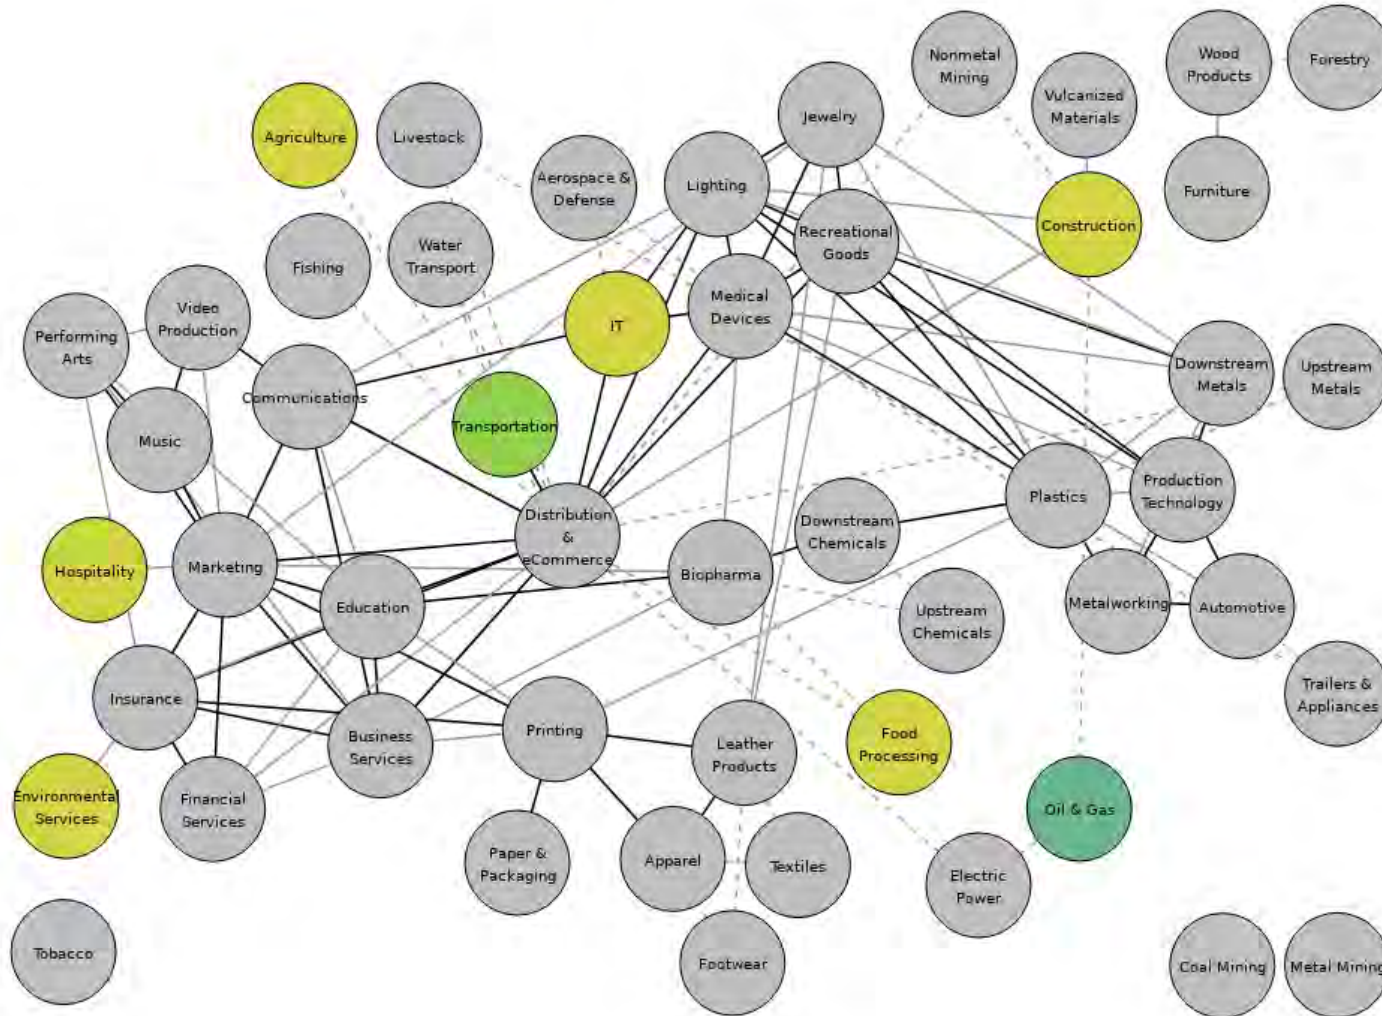 Nonmetal
Mining
Wood
Products
Forestry
Vulcanized
Materials
Jewelry
Agriculture
Livestock
Aerospace &
Defense
Lighting
Furniture
Construction
Recreational
Goods
Water
Transport
Fishing
Video
Production
Medical
Devices
IT
Performing
Arts
Downstream
Metals
Upstream
Metals
Communications
Transportation
Music
Production
Technology
Plastics
Distribution
&
eCommerce
Downstream
Chemicals
Hospitality
Marketing
Biopharma
Education
Metalworking
Automotive
Upstream
Chemicals
Insurance
Trailers &
Appliances
Printing
Business
Services
Leather
Products
Food
Processing
Environmental
Services
Financial
Services
Oil & Gas
Paper &
Packaging
Apparel
Textiles
Electric
Power
Tobacco
Footwear
Coal Mining
Metal Mining